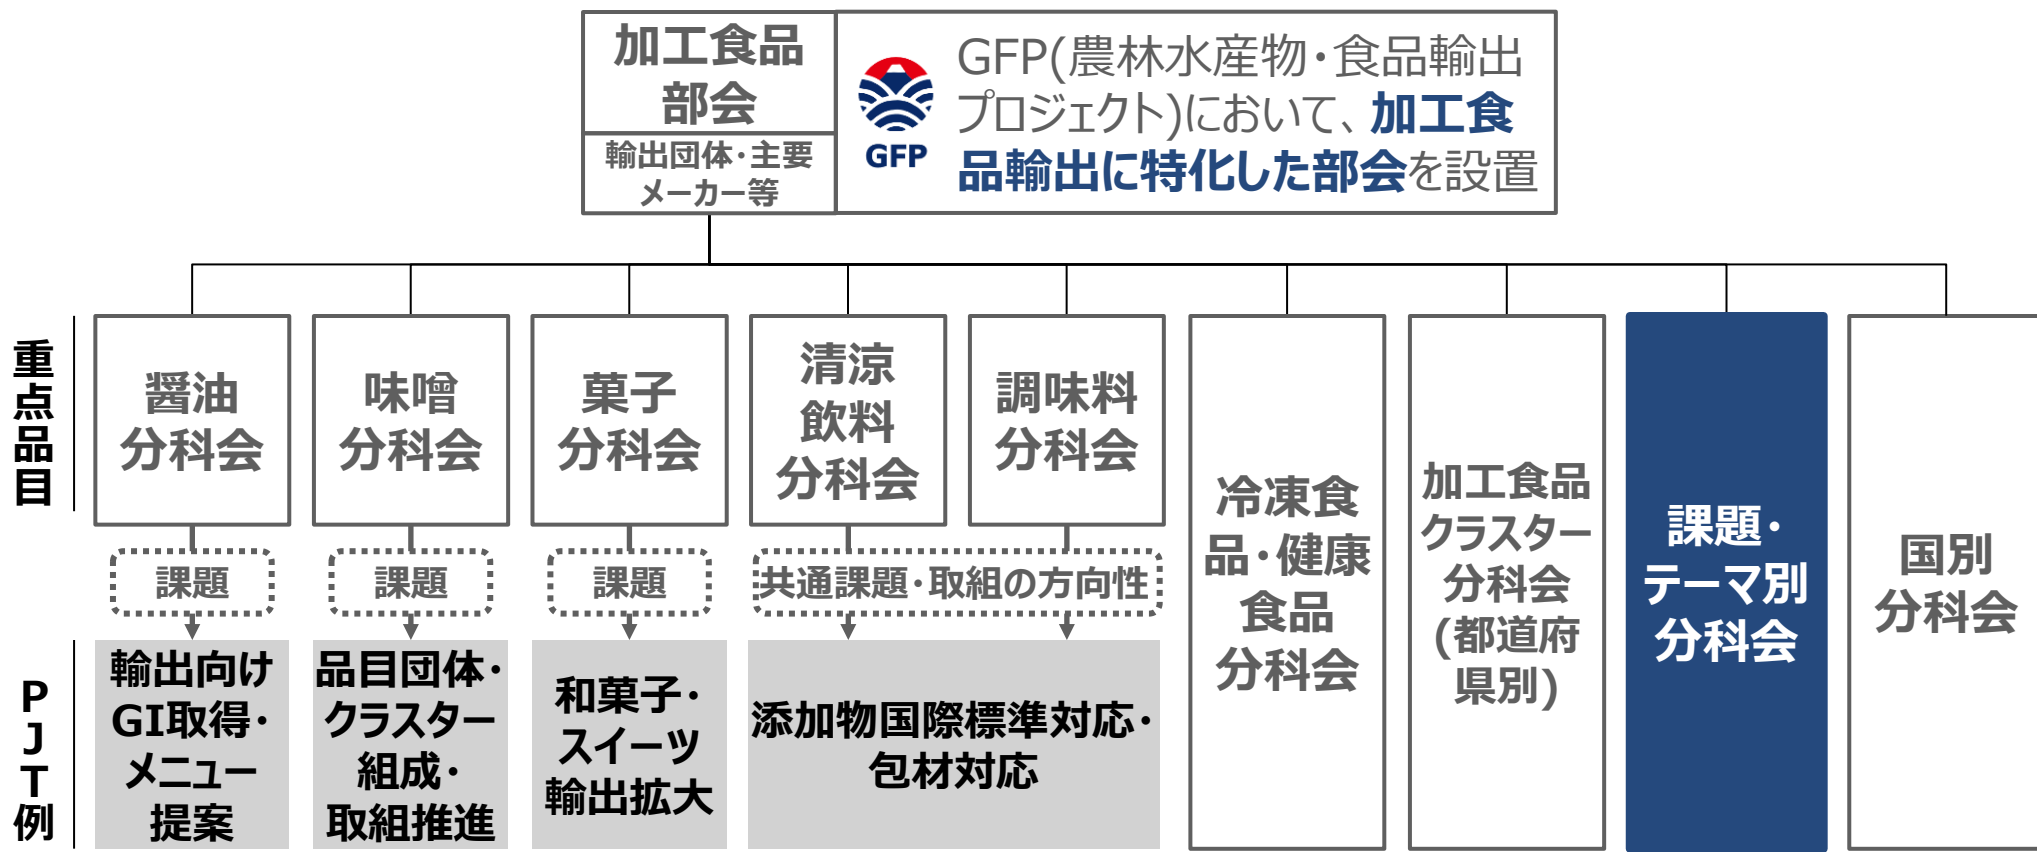 加工食品
部会
輸出団体・主要
メーカー等
GFP
GFP(農林水産物・食品輸出
プロジェクト)において、加工食
品輸出に特化した部会を設置
重点品目
醤油
分科会
味噌
分科会
菓子
分科会
清涼
飲料
分科会
調味料
分科会
冷凍食
品・健康
食品
分科会
加工食品
クラスター
分科会
(都道府
県別)
課題・
テーマ別
分科会
国別
分科会
課題
課題
課題
共通課題・取組の方向性
PJT例
輸出向け
GI取得・
メニュー
提案
品目団体・
クラスター
組成・
取組推進
和菓子・
スイーツ
輸出拡大
添加物国際標準対応・
包材対応